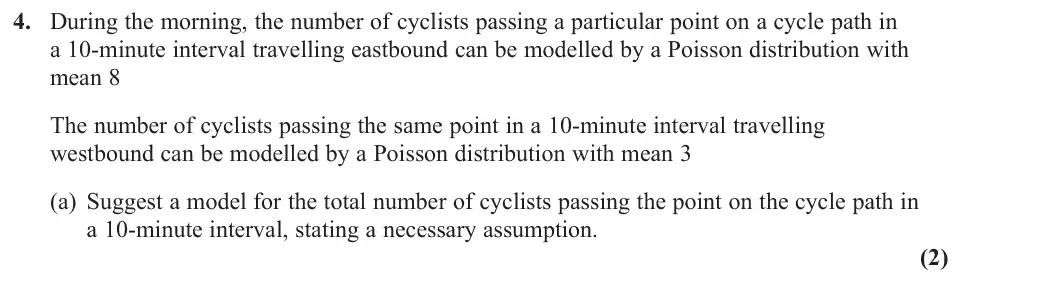 4. During the morning, the number of cyclists passing a particular point on a cycle path in
a 10-minute interval travelling eastbound can be modelled by a Poisson distribution with
mean 8
The number of cyclists passing the same point in a 10-minute interval travelling
westbound can be modelled by a Poisson distribution with mean 3
(a) Suggest a model for the total number of cyclists passing the point on the cycle path in
a 10-minute interval, stating a necessary assumption.
(2)